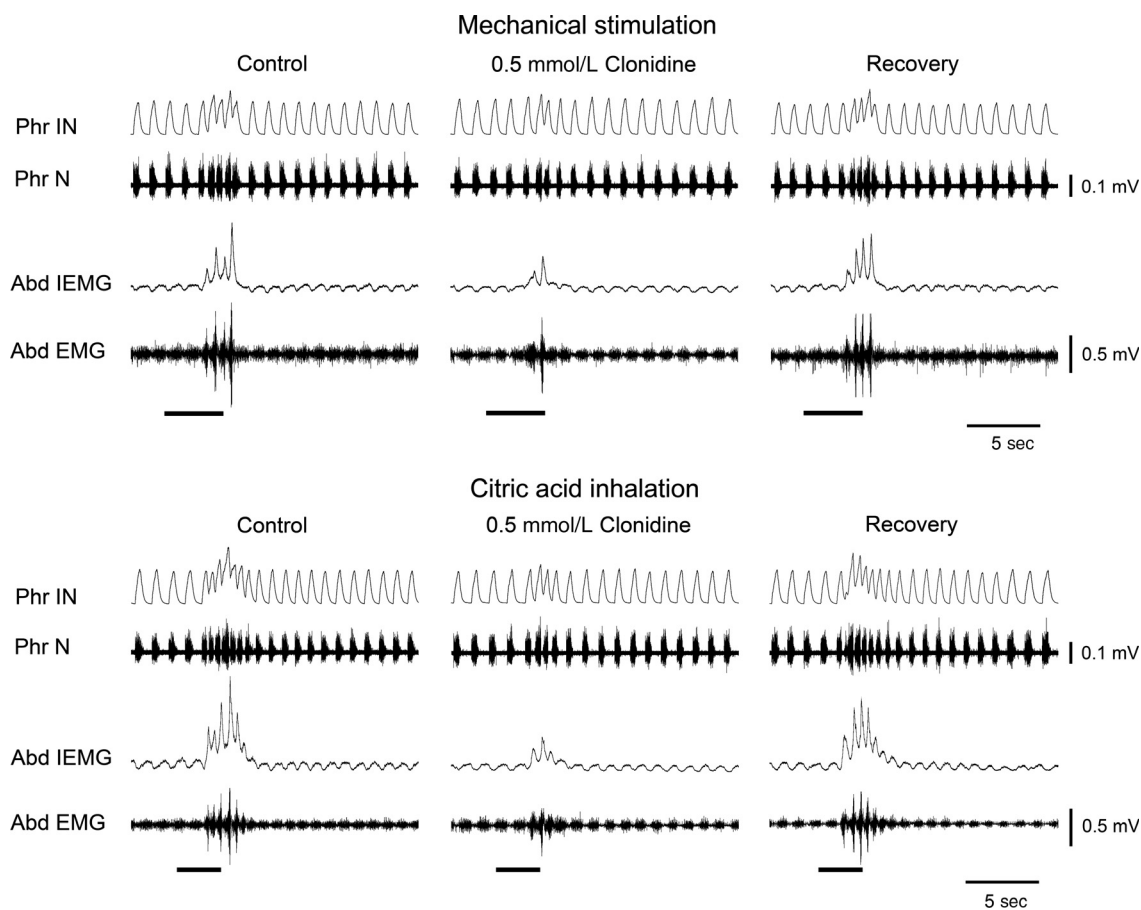 Mechanical stimulation
Control 0.5 mmol/L Clonidine Recovery
Phr IN
Phr N
0.1 mV
Abd IEMG
Abd EMG
0.5 mV
5 sec
Citric acid inhalation
Control 0.5 mmol/L Clonidine Recovery
Phr IN
Phr N
0.1 mV
Abd IEMG
Abd EMG
0.5 mV
5 sec